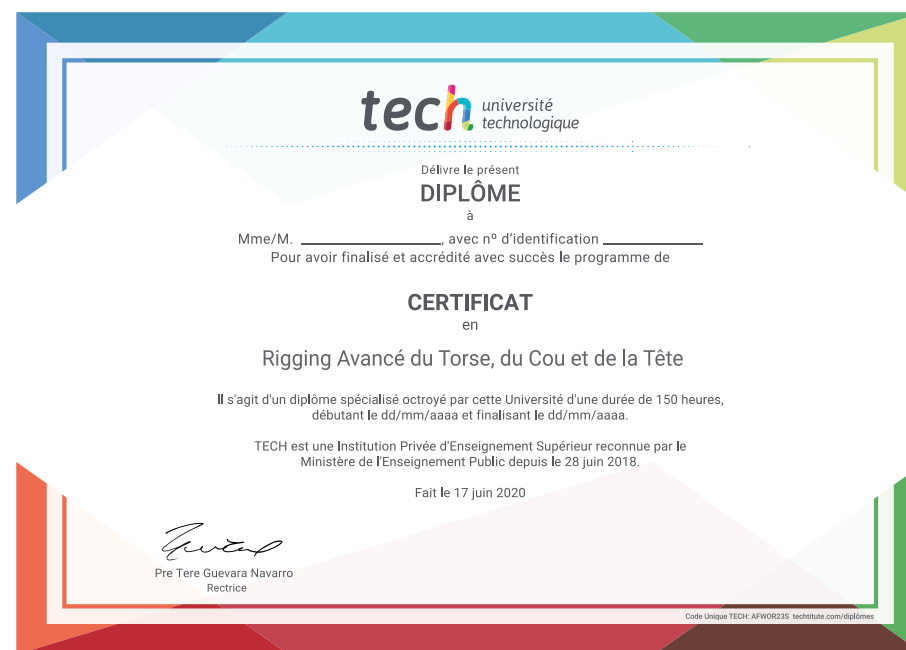 tech université
technologique
Délivre le présent
DIPLÔME
à
Mme/M. ____________________, avec nº d'identification ______________
Pour avoir finalisé et accrédité avec succès le programme de
CERTIFICAT
en
Rigging Avancé du Torse, du Cou et de la Tête
Il s'agit d'un diplôme spécialisé octroyé par cette Université d'une durée de 150 heures,
débutant le dd/mm/aaaa et finalisant le dd/mm/aaaa.
TECH est une Institution Privée d'Enseignement Supérieur reconnue par le
Ministère de l'Enseignement Public depuis le 28 juin 2018.
Fait le 17 juin 2020
Pre Tere Guevara Navarro
Rectrice
Code Unique TECH: AFWOR23S techtitute.com/diplômes